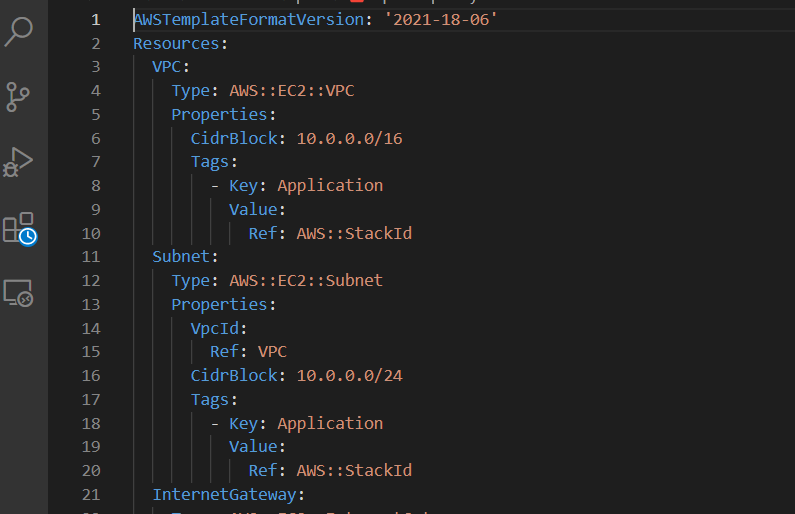 1 AWSTemplateFormatVersion: '2021-18-06'
2 Resources:
3 VPC:
4 Type: AWS::EC2::VPC
5 Properties:
6 CidrBlock: 10.0.0.0/16
7 Tags:
8 - Key: Application
9 Value:
10 Ref: AWS::StackId
11 Subnet:
12 Type: AWS::EC2::Subnet
13 Properties:
14 VpcId:
15 Ref: VPC
16 CidrBlock: 10.0.0.0/24
17 Tags:
18 - Key: Application
19 Value:
20 Ref: AWS::StackId
21 InternetGateway: